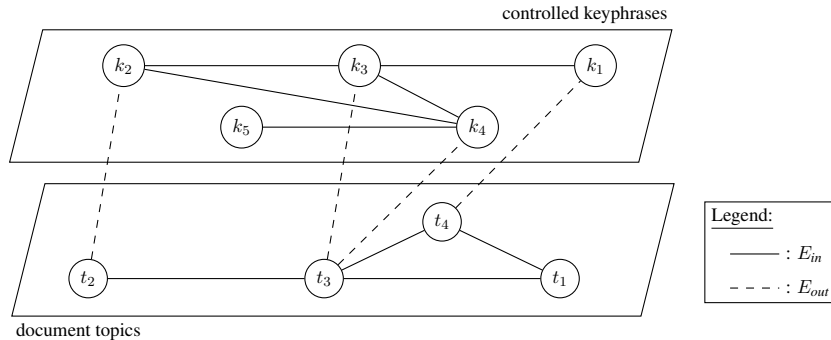 controlled keyphrases
k2 k3 k1
k5 k4
t4
t2 t3 t1
document topics
Legend:
: Ein
: Eout